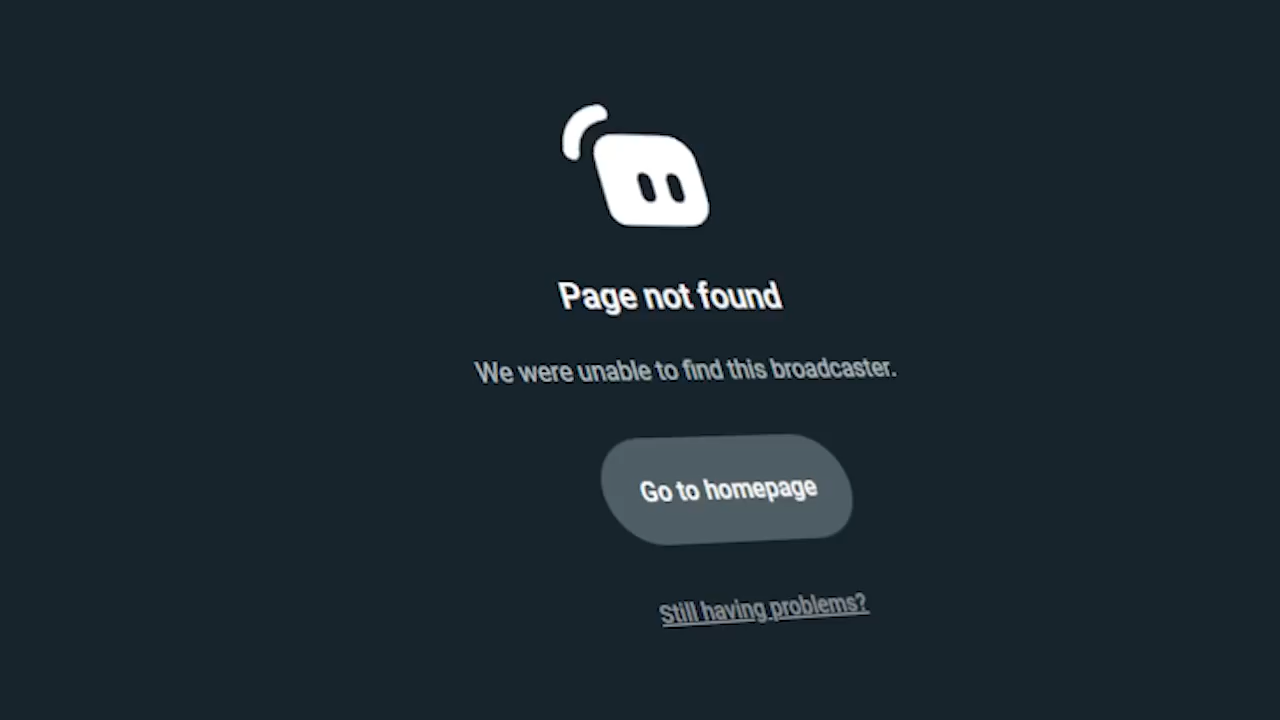 Page not found
We were unable to find this broadcaster.
Go to homepage
Still having problems?